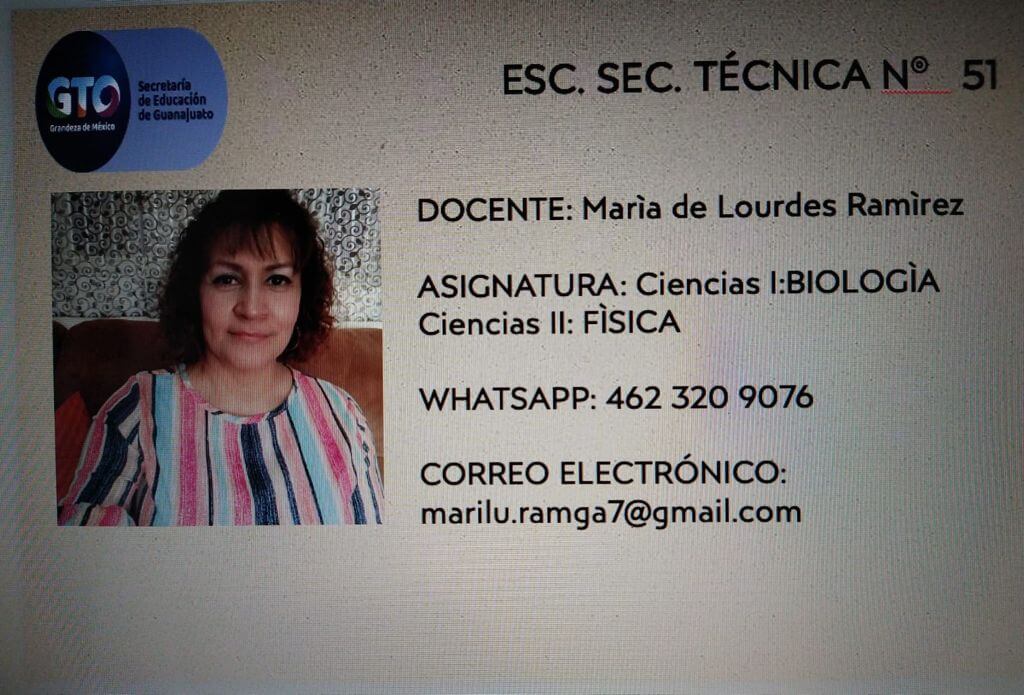 GTO
Grandeza de México
Secretaría
de Educación
de Guanajuato
ESC. SEC. TÉCNICA Nº 51
DOCENTE: Marìa de Lourdes Ramìrez
ASIGNATURA: Ciencias I:BIOLOGÌA
Ciencias II: FÌSICA
WHATSAPP: 462 320 9076
CORREO ELECTRÓNICO:
marilu.ramga7@gmail.com